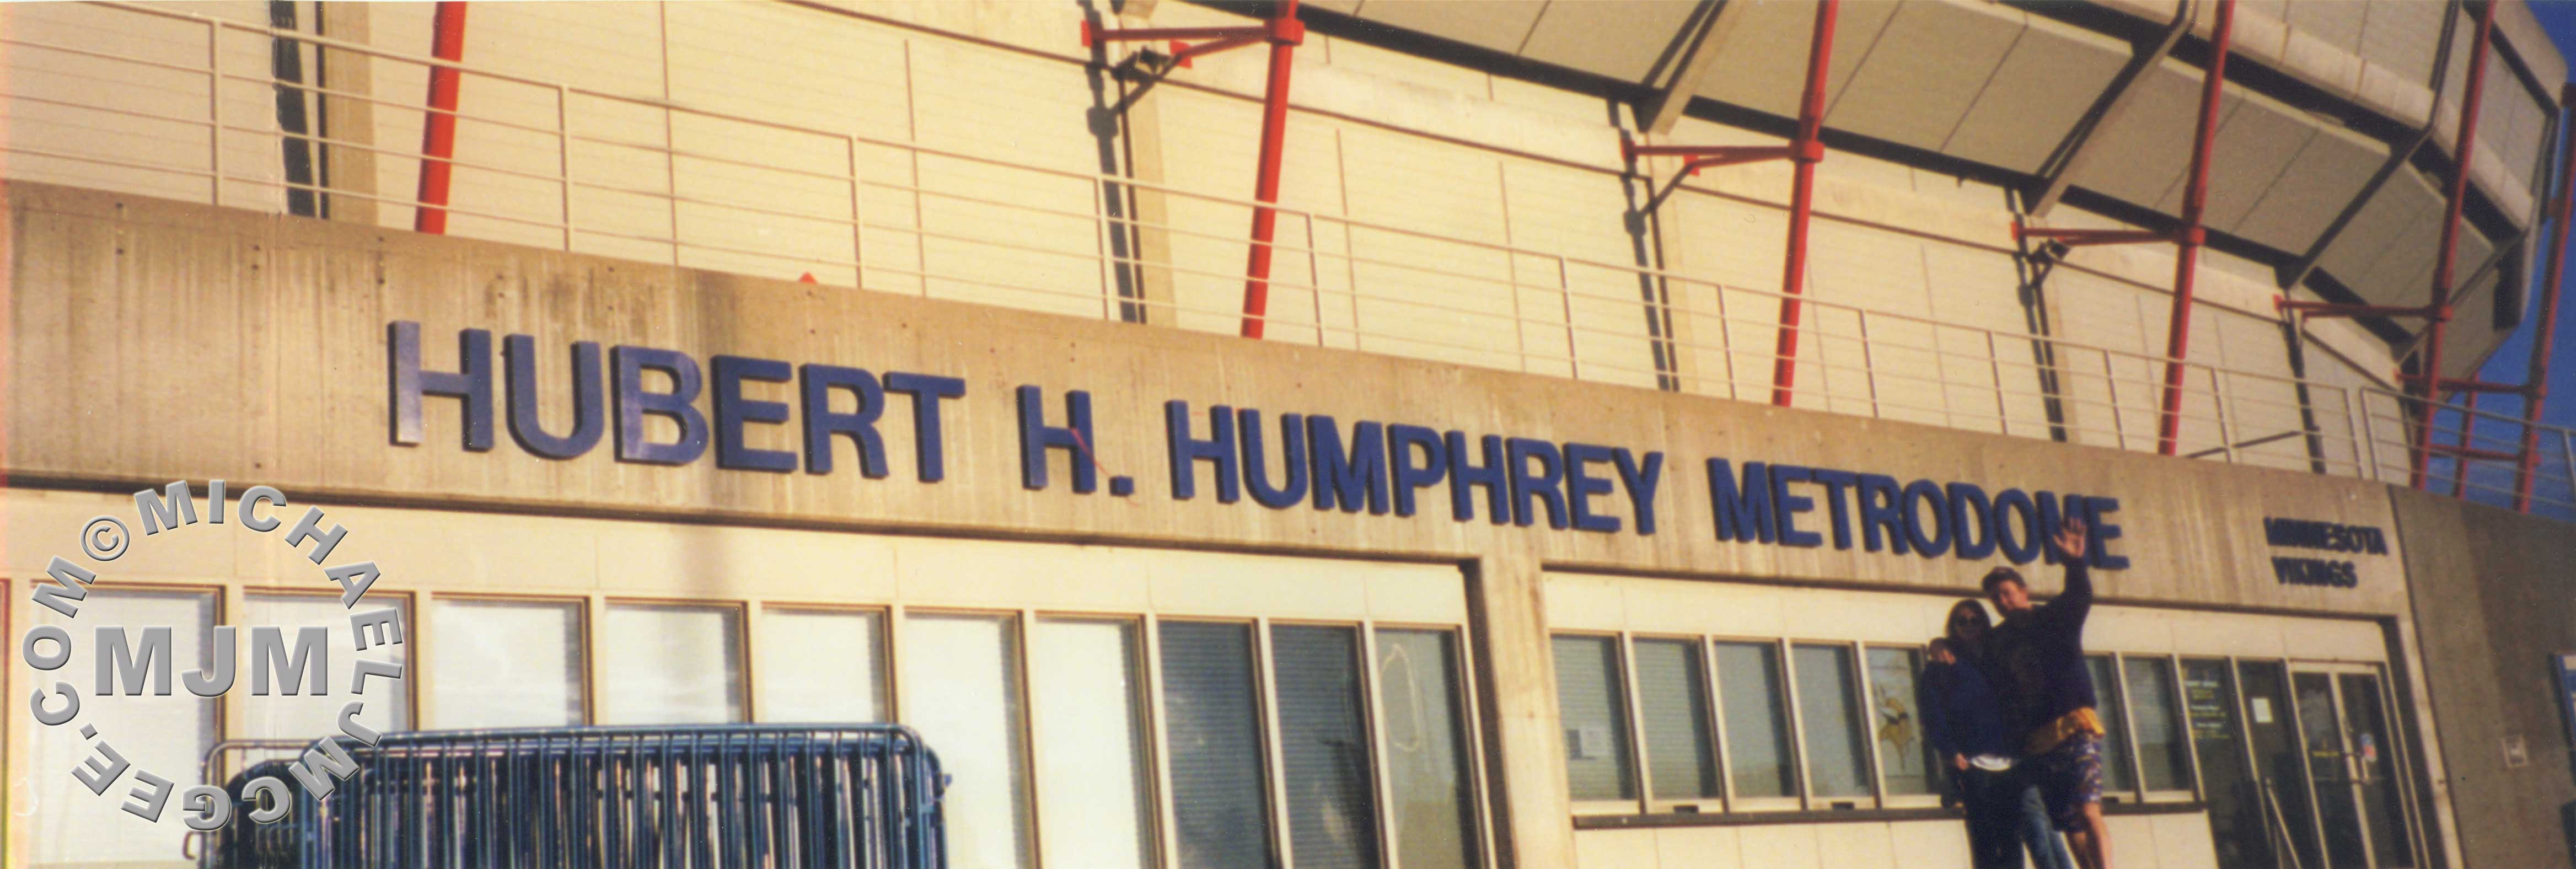 HUBERT H. HUMPHREY METRODOME
MINNESOTA
VIKINGS
©MICHAELJMCGEE.COM
MJM